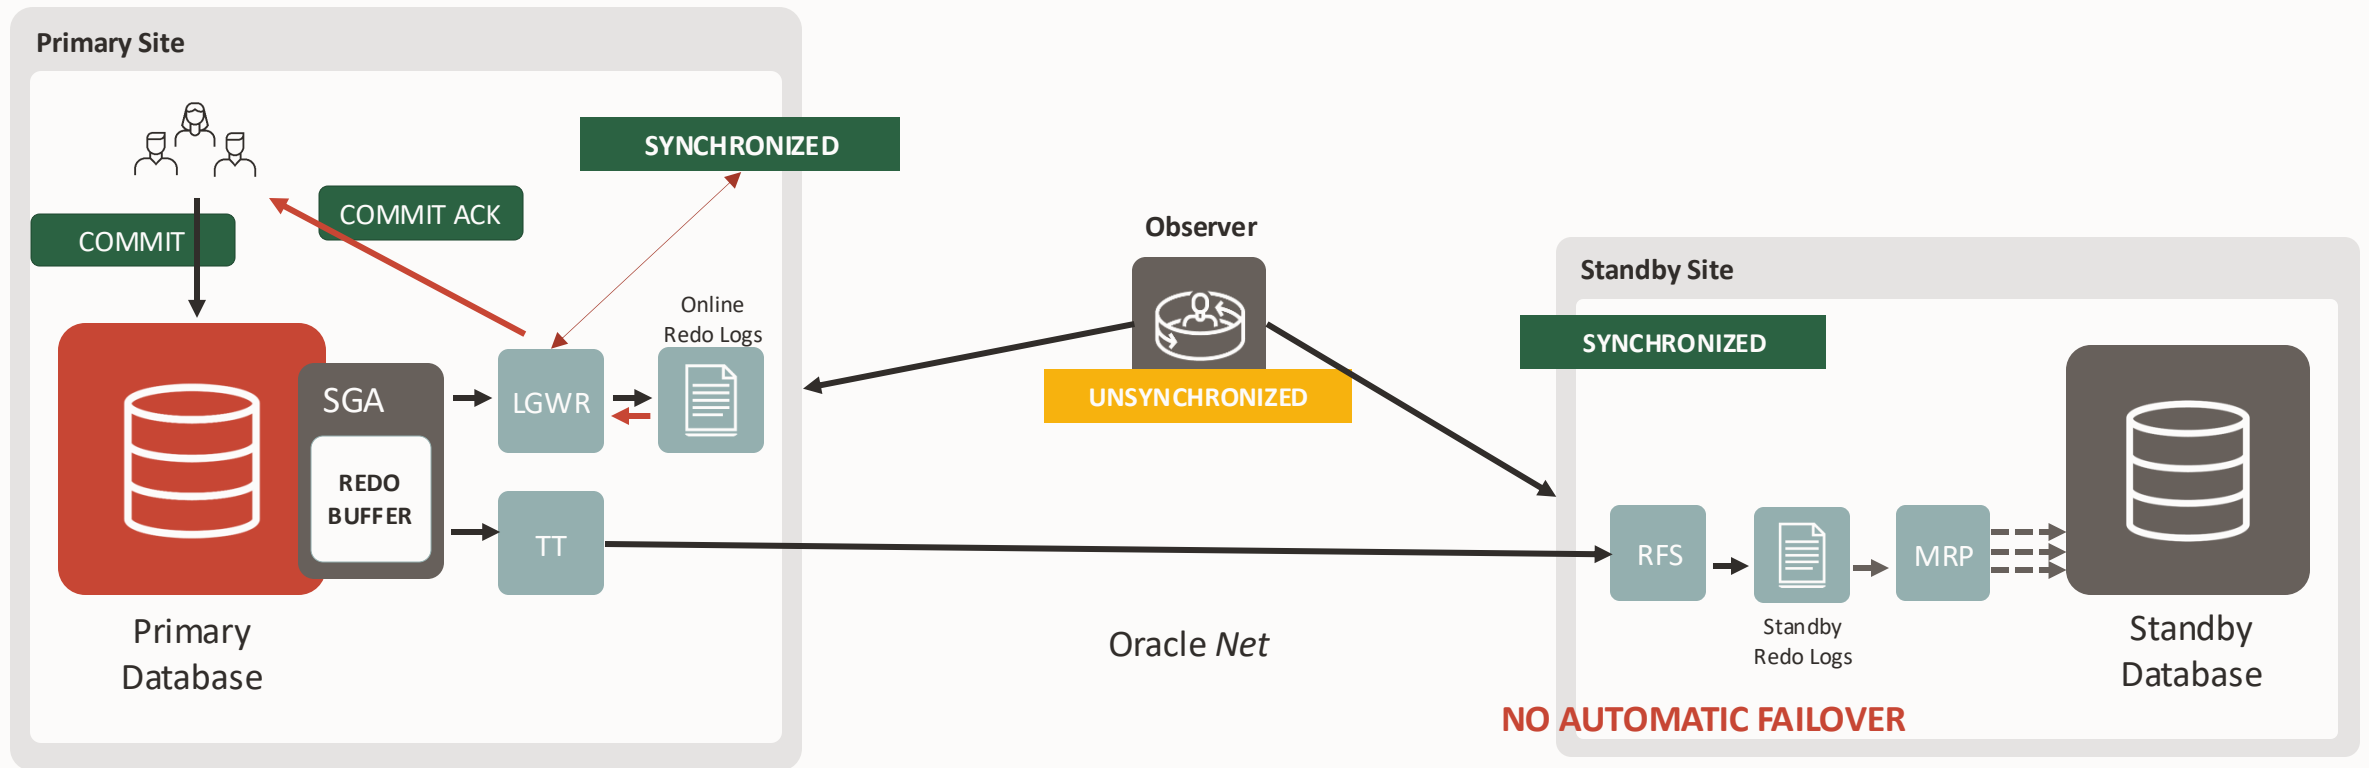 Primary Site
SYNCHRONIZED
COMMIT ACK
COMMIT
Online
Redo Logs
SGA
LGWR
REDO
BUFFER
TT
Primary
Database
Observer
UNSYNCHRONIZED
Oracle Net
Standby Site
SYNCHRONIZED
RFS
MRP
Standby
Redo Logs
Standby
Database
NO AUTOMATIC FAILOVER